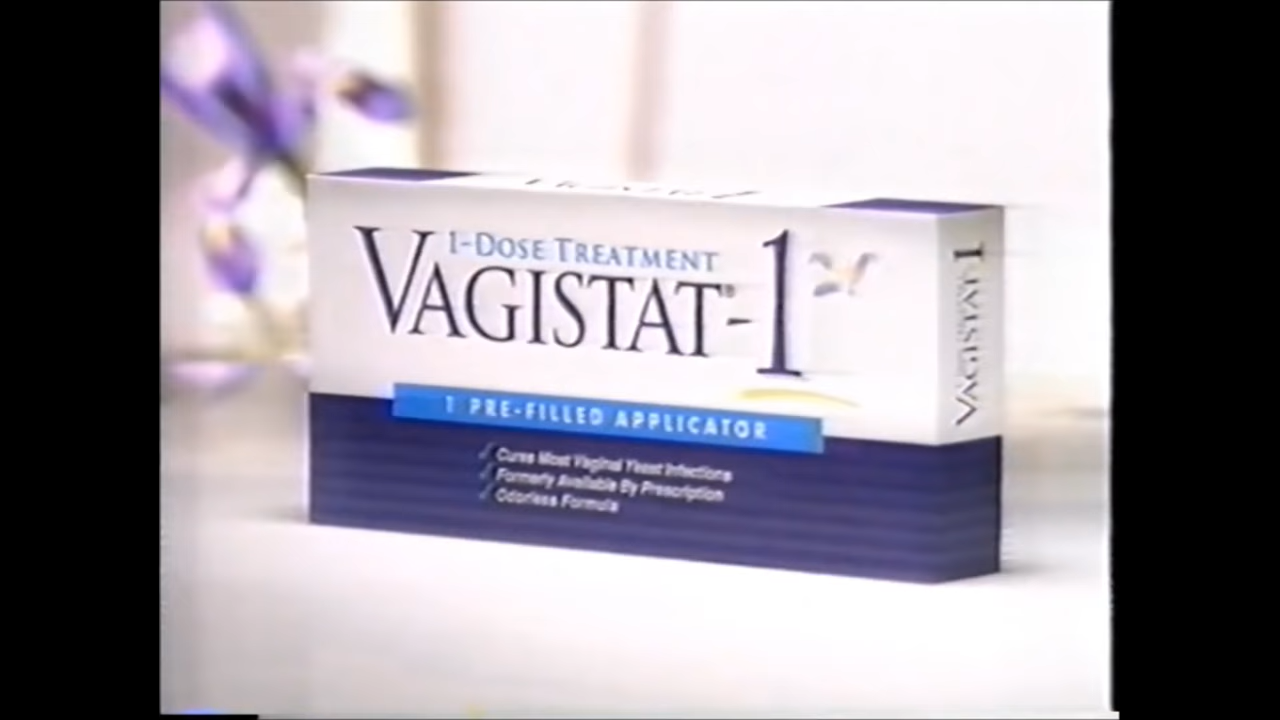 1-DOSE TREATMENT
VAGISTAT®-1
1 PRE-FILLED APPLICATOR
✓ Cures Most Vaginal Yeast Infections
✓ Formerly Available By Prescription
✓ Odorless Formula
VAGISTAT-1